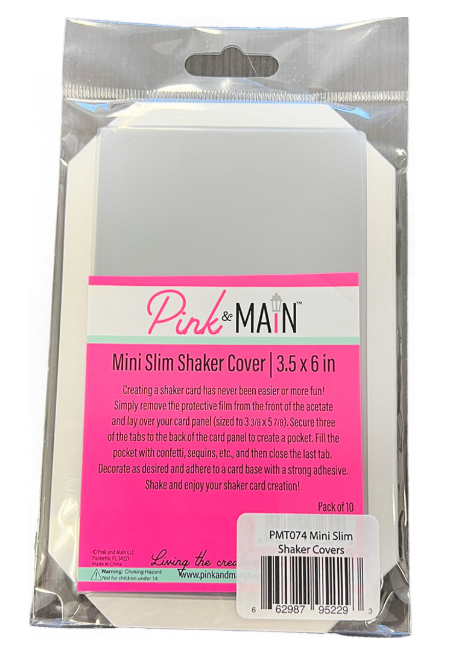 Pink & MAIN™
Mini Slim Shaker Cover | 3.5 x 6 in
Creating a shaker card has never been easier or more fun!
Simply remove the protective film from the front of the acetate
and lay over your card panel (sized to 3 3/8 x 5 7/8). Secure three
of the tabs to the back of the card panel to create a pocket. Fill the
pocket with confetti, sequins, etc., and then close the last tab.
Decorate as desired and adhere to a card base with a strong adhesive.
Shake and enjoy your shaker card creation!
Pack of 10
© Pink and Main LLC
Palmetto, FL 34221
Made in China
Living the crea
Warning: Choking Hazard
Not for children under 14
www.pinkandmain
PMT074 Mini Slim
Shaker Covers
6 62987 95229 3